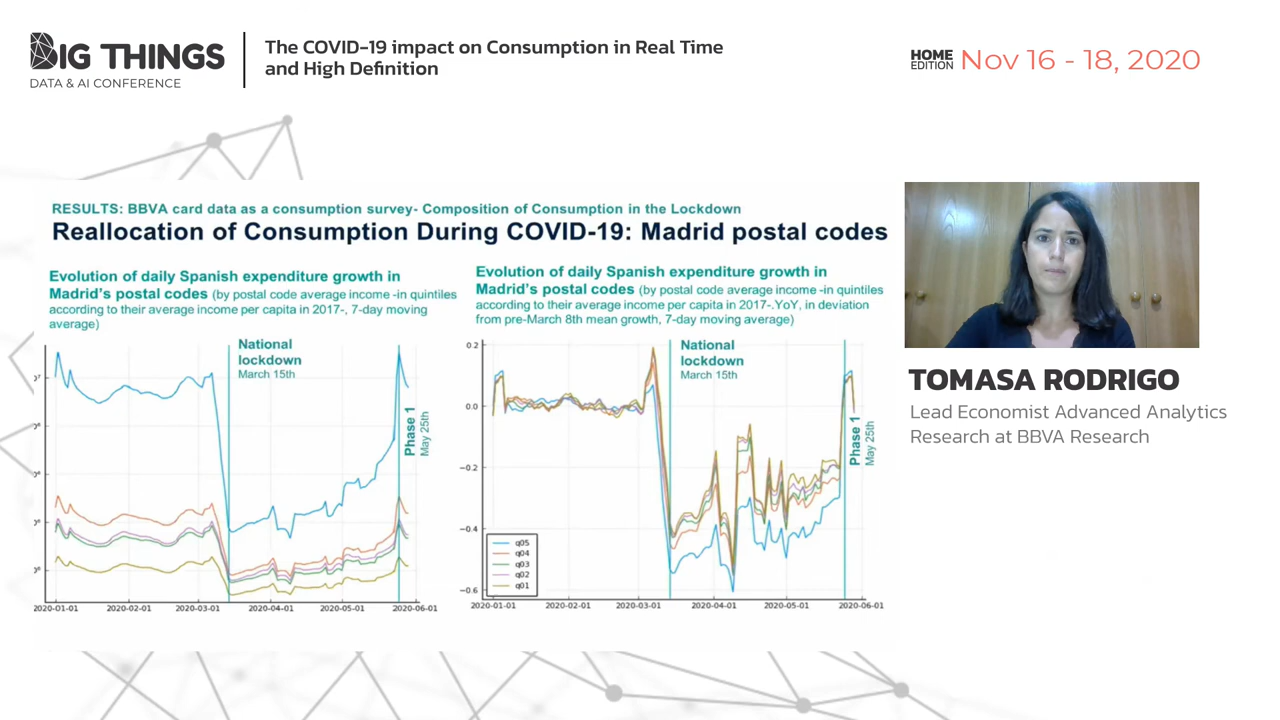 BIG THINGS
DATA & AI CONFERENCE
The COVID-19 impact on Consumption in Real Time
and High Definition
HOME
EDITION
Nov 16 - 18, 2020
RESULTS: BBVA card data as a consumption survey- Composition of Consumption in the Lockdown
Reallocation of Consumption During COVID-19: Madrid postal codes
Evolution of daily Spanish expenditure growth in
Madrid's postal codes (by postal code average income -in quintiles
according to their average income per capita in 2017-, 7-day moving
average)
National
lockdown
March 15th
Phase 1
May 25th
2020-01-01
2020-02-01
2020-03-01
2020-04-01
2020-05-01
2020-06-01
Evolution of daily Spanish expenditure growth in
Madrid's postal codes (by postal code average income -in quintiles
according to their average income per capita in 2017-.YoY, in deviation
from pre-March 8th mean growth, 7-day moving average)
National
lockdown
March 15th
Phase 1
May 25th
0.2
0.0
−0.2
−0.4
−0.6
q05
q04
q03
q02
q01
2020-01-01
2020-02-01
2020-03-01
2020-04-01
2020-05-01
2020-06-01
TOMASA RODRIGO
Lead Economist Advanced Analytics
Research at BBVA Research